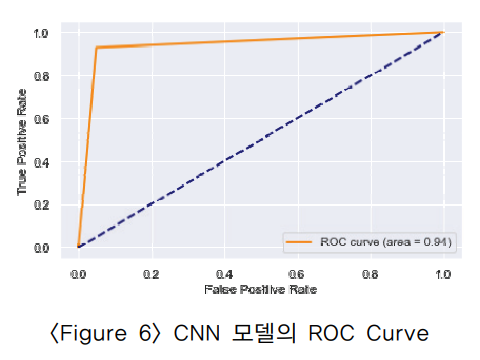 1.0
0.8
0.6
0.4
0.2
0.0
True Positive Rate
ROC curve (area = 0.94)
0.0 0.2 0.4 0.6 0.8 1.0
False Positive Rate
〈Figure 6〉 CNN 모델의 ROC Curve